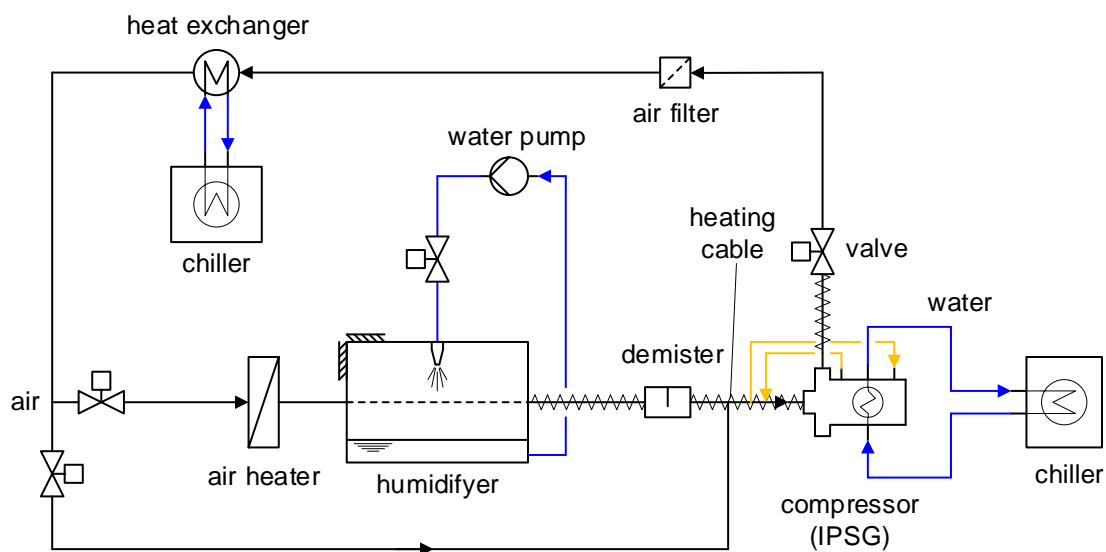 heat exchanger
air filter
water pump
chiller
heating
cable
valve
water
demister
air
air heater
humidifyer
compressor
(IPSG)
chiller